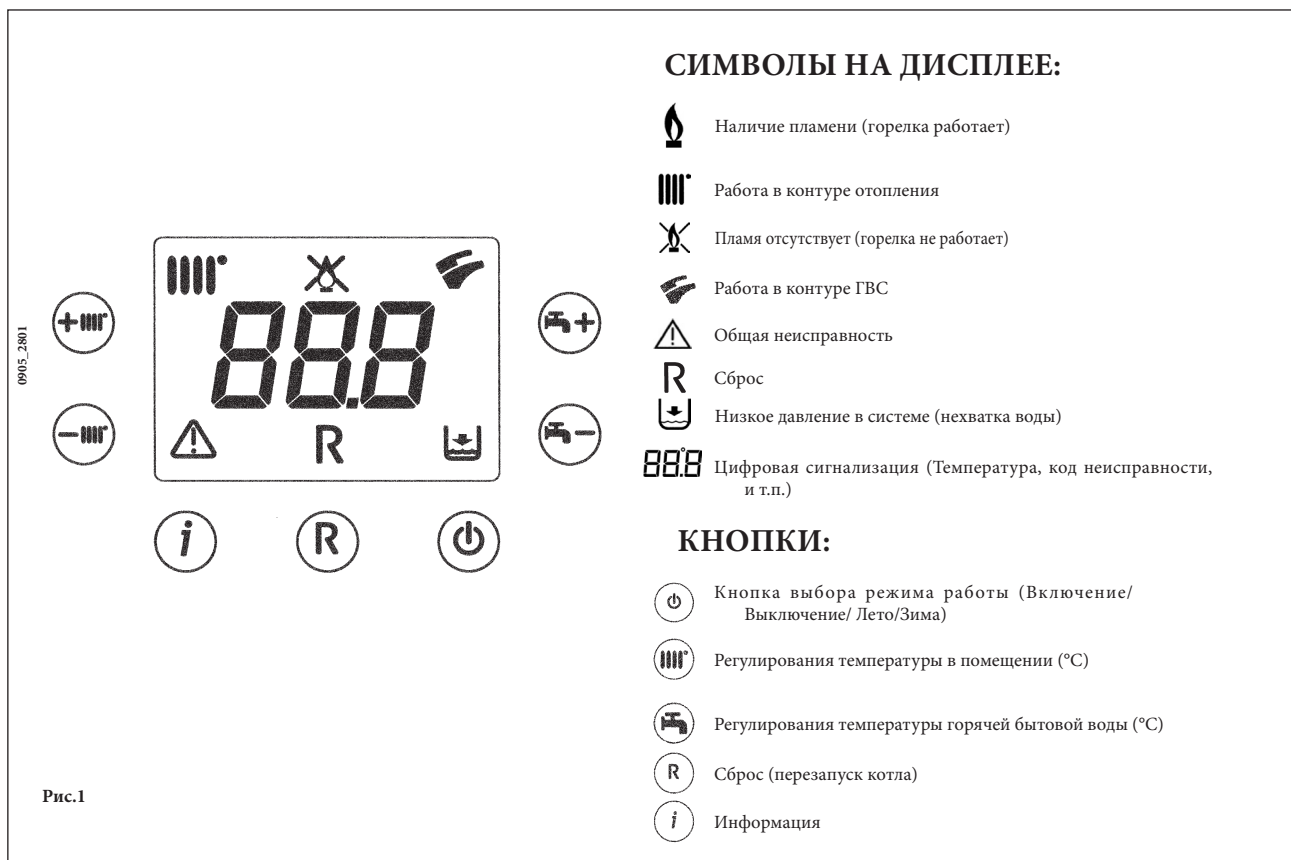 СИМВОЛЫ НА ДИСПЛЕЕ:
Наличие пламени (горелка работает)
Работа в контуре отопления
Пламя отсутствует (горелка не работает)
Работа в контуре ГВС
Общая неисправность
R Сброс
Низкое давление в системе (нехватка воды)
88.8 Цифровая сигнализация (Температура, код неисправности,
и т.п.)
КНОПКИ:
Кнопка выбора режима работы (Включение/
Выключение/ Лето/Зима)
Регулирования температуры в помещении (°C)
Регулирования температуры горячей бытовой воды (°C)
R Сброс (перезапуск котла)
i Информация
0905_2801
88.8
+
+
−
−
R
i R
Рис.1